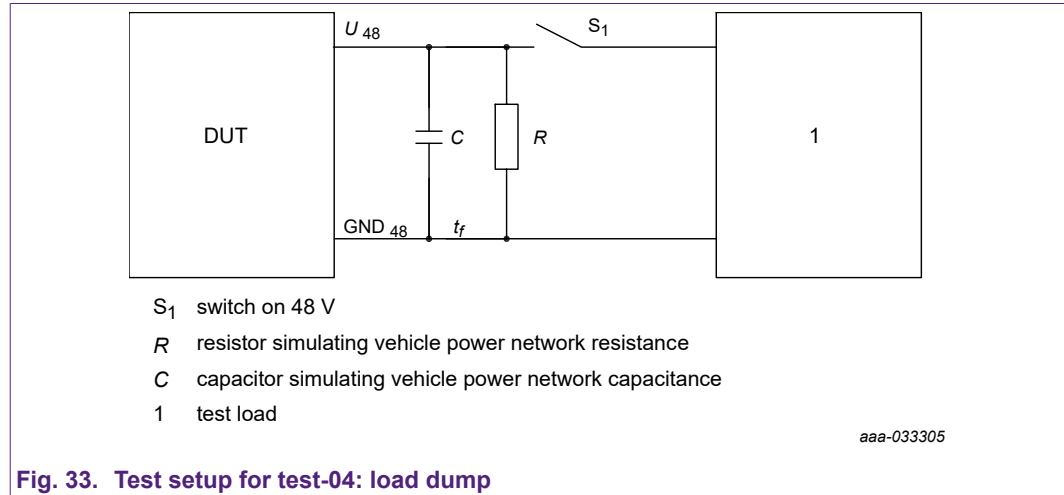 U 48
S1
DUT
C
R
1
GND 48
tf
S1 switch on 48 V
R resistor simulating vehicle power network resistance
C capacitor simulating vehicle power network capacitance
1 test load
aaa-033305
Fig. 33. Test setup for test-04: load dump